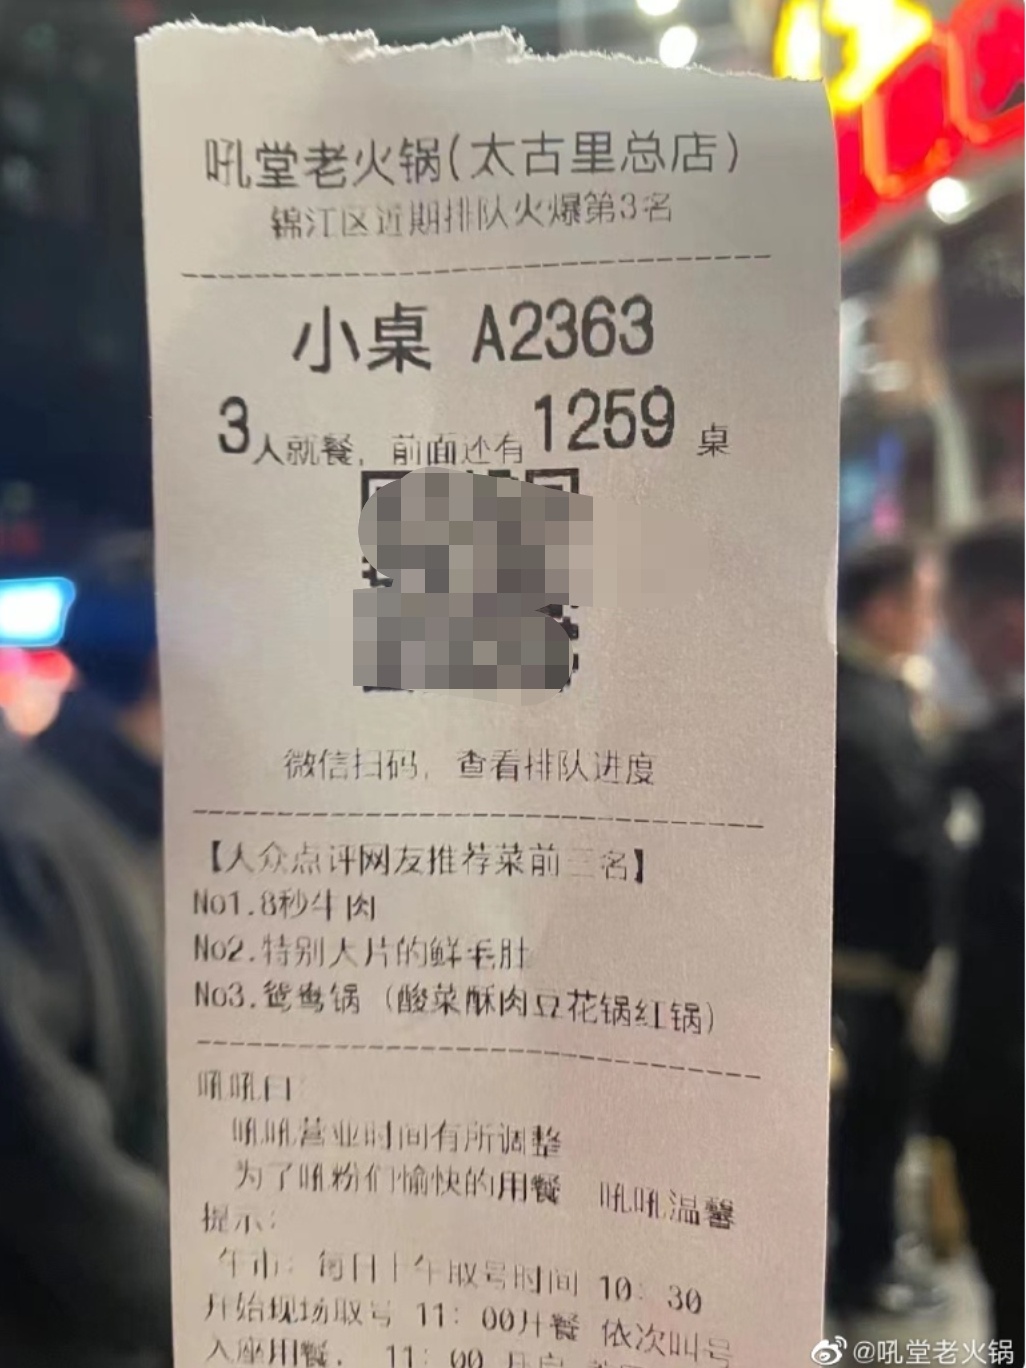 吼堂老火锅(太古里总店)
锦江区近期排队火爆第3名
小桌 A2363
3人就餐，前面还有1259桌
微信扫码，查看排队进度
【大众点评网友推荐菜前三名】
No1.8秒牛肉
No2.特别大片的鲜毛肚
No3.鸳鸯锅（酸菜酥肉豆花锅红锅）
吼吼曰：
吼吼营业时间有所调整
为了吼粉们愉快的用餐 吼吼温馨
提示：
午市：每日上午取号时间 10：30
开始现场取号 11：00开餐 依次叫号
入座用餐， 11：00
@吼堂老火锅